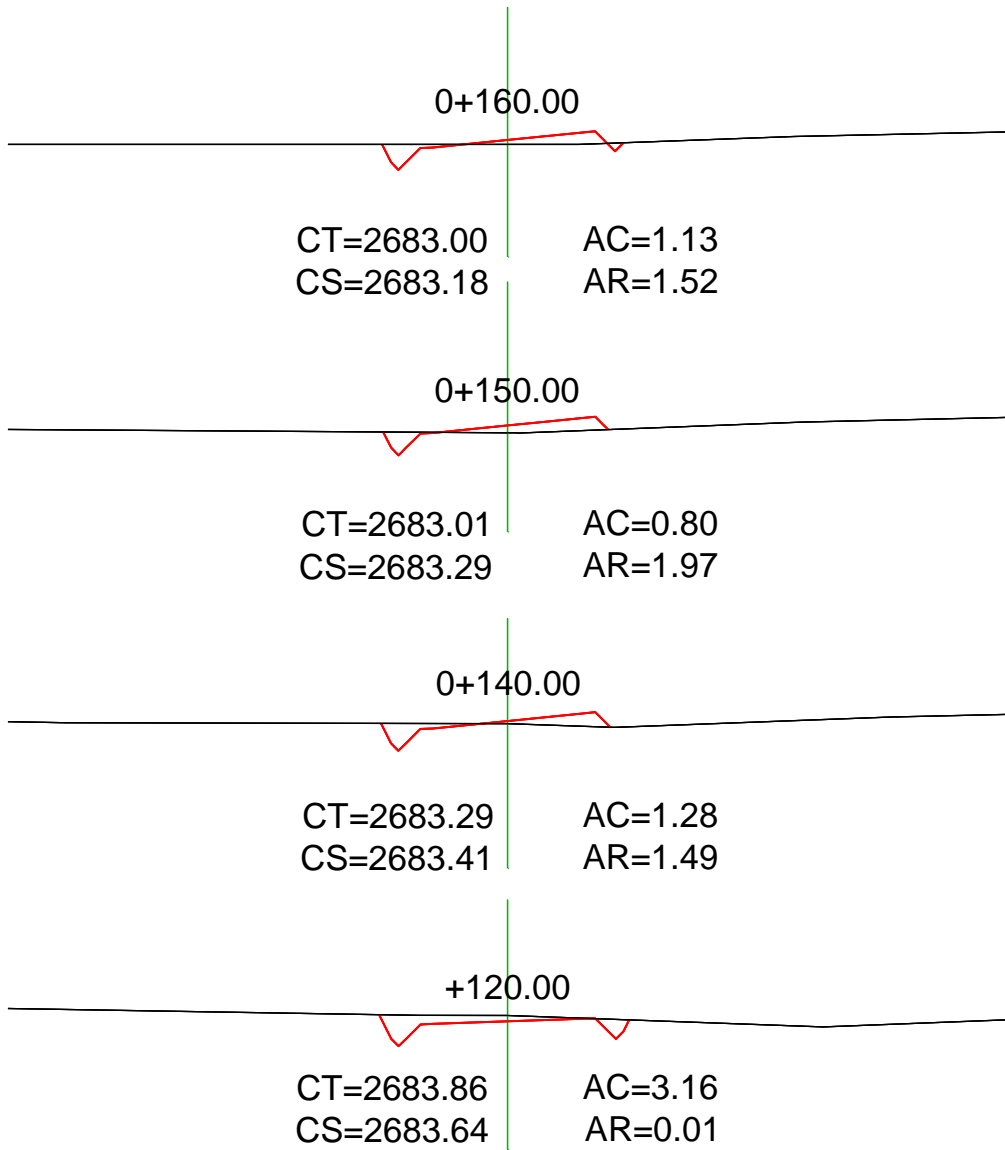 0+160.00
CT=2683.00 AC=1.13
CS=2683.18 AR=1.52
0+150.00
CT=2683.01 AC=0.80
CS=2683.29 AR=1.97
0+140.00
CT=2683.29 AC=1.28
CS=2683.41 AR=1.49
+120.00
CT=2683.86 AC=3.16
CS=2683.64 AR=0.01